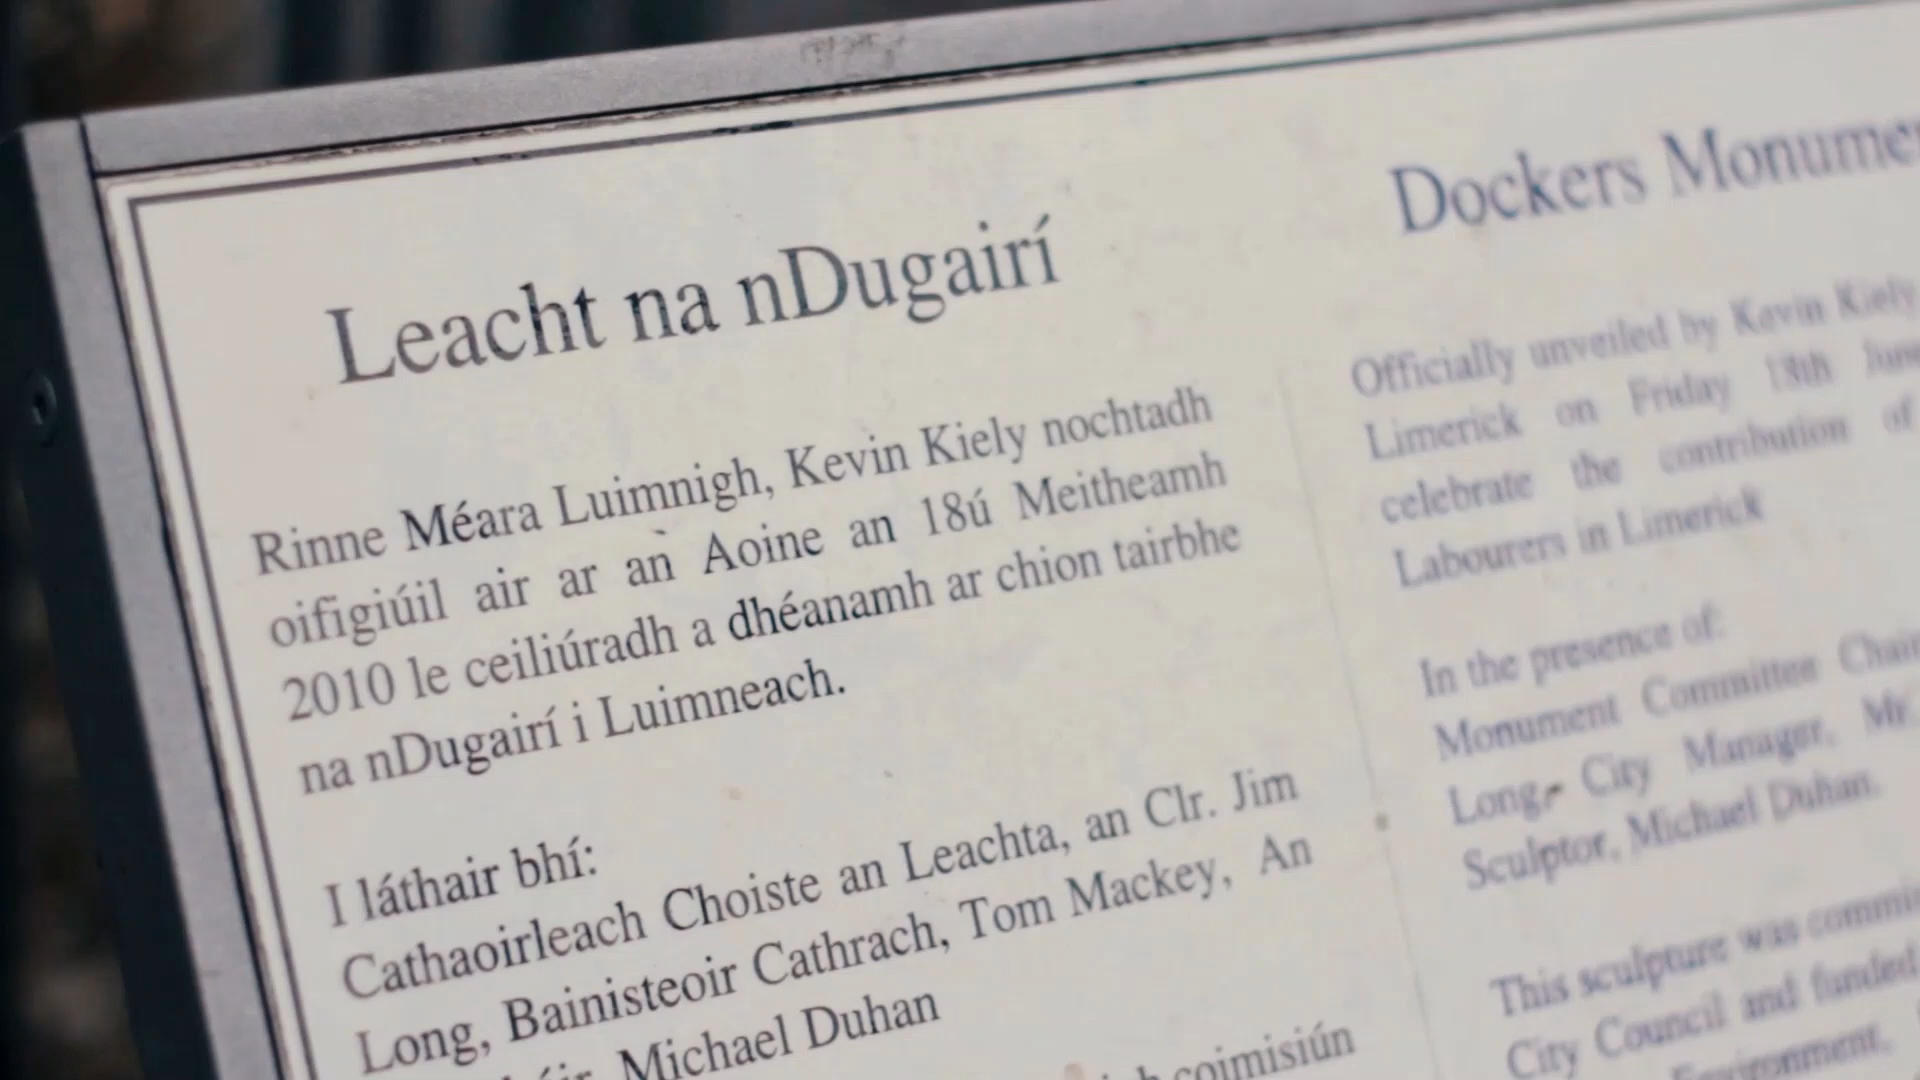 Leacht na nDugairí
Rinne Méara Luimnigh, Kevin Kiely nochtadh
oifigiúil air ar an Aoine an 18ú Meitheamh
2010 le ceiliúradh a dhéanamh ar chion tairbhe
na nDugairí i Luimneach.
I láthair bhí:
Cathaoirleach Choiste an Leachta, an Clr. Jim
Long, Bainisteoir Cathrach, Tom Mackey, An
Michael Duhan
coimisiún
Dockers
Officially unveiled by Kevin Kiely
Limerick on Friday 18th June
celebrate the contribution of
Labourers in Limerick
In the presence of:
Monument Committee
Long, City Manager, Mr.
Sculptor, Michael Duhan.
This sculpture was
City Council and funded
Environment,